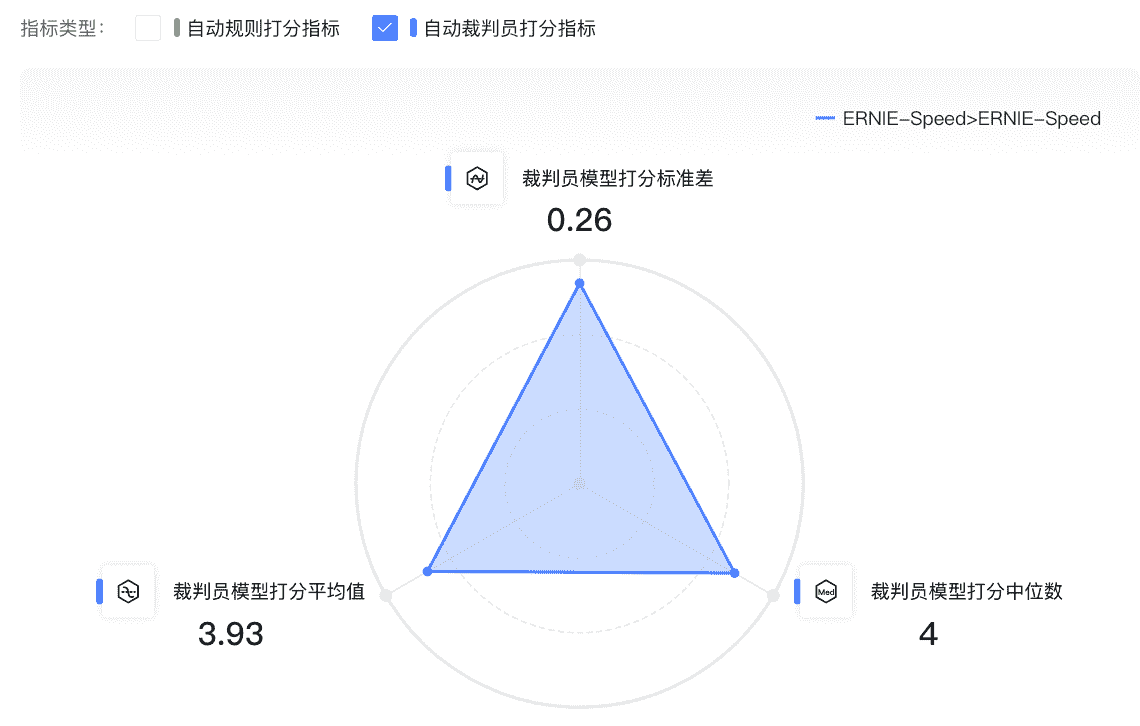 指标类型： 自动规则打分指标 自动裁判员打分指标
ERNIE-Speed>ERNIE-Speed
裁判员模型打分标准差
0.26
裁判员模型打分平均值
3.93
Med 裁判员模型打分中位数
4